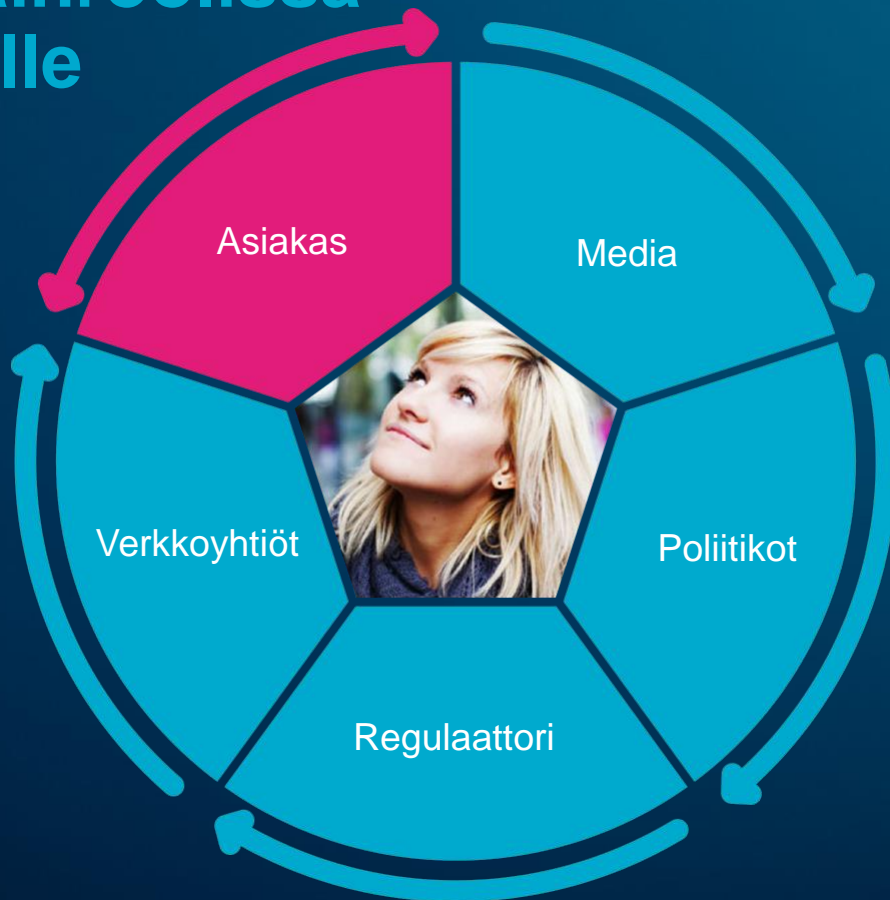 lle
Asiakas
Media
Verkkoyhtiöt
Poliitikot
Regulaattori